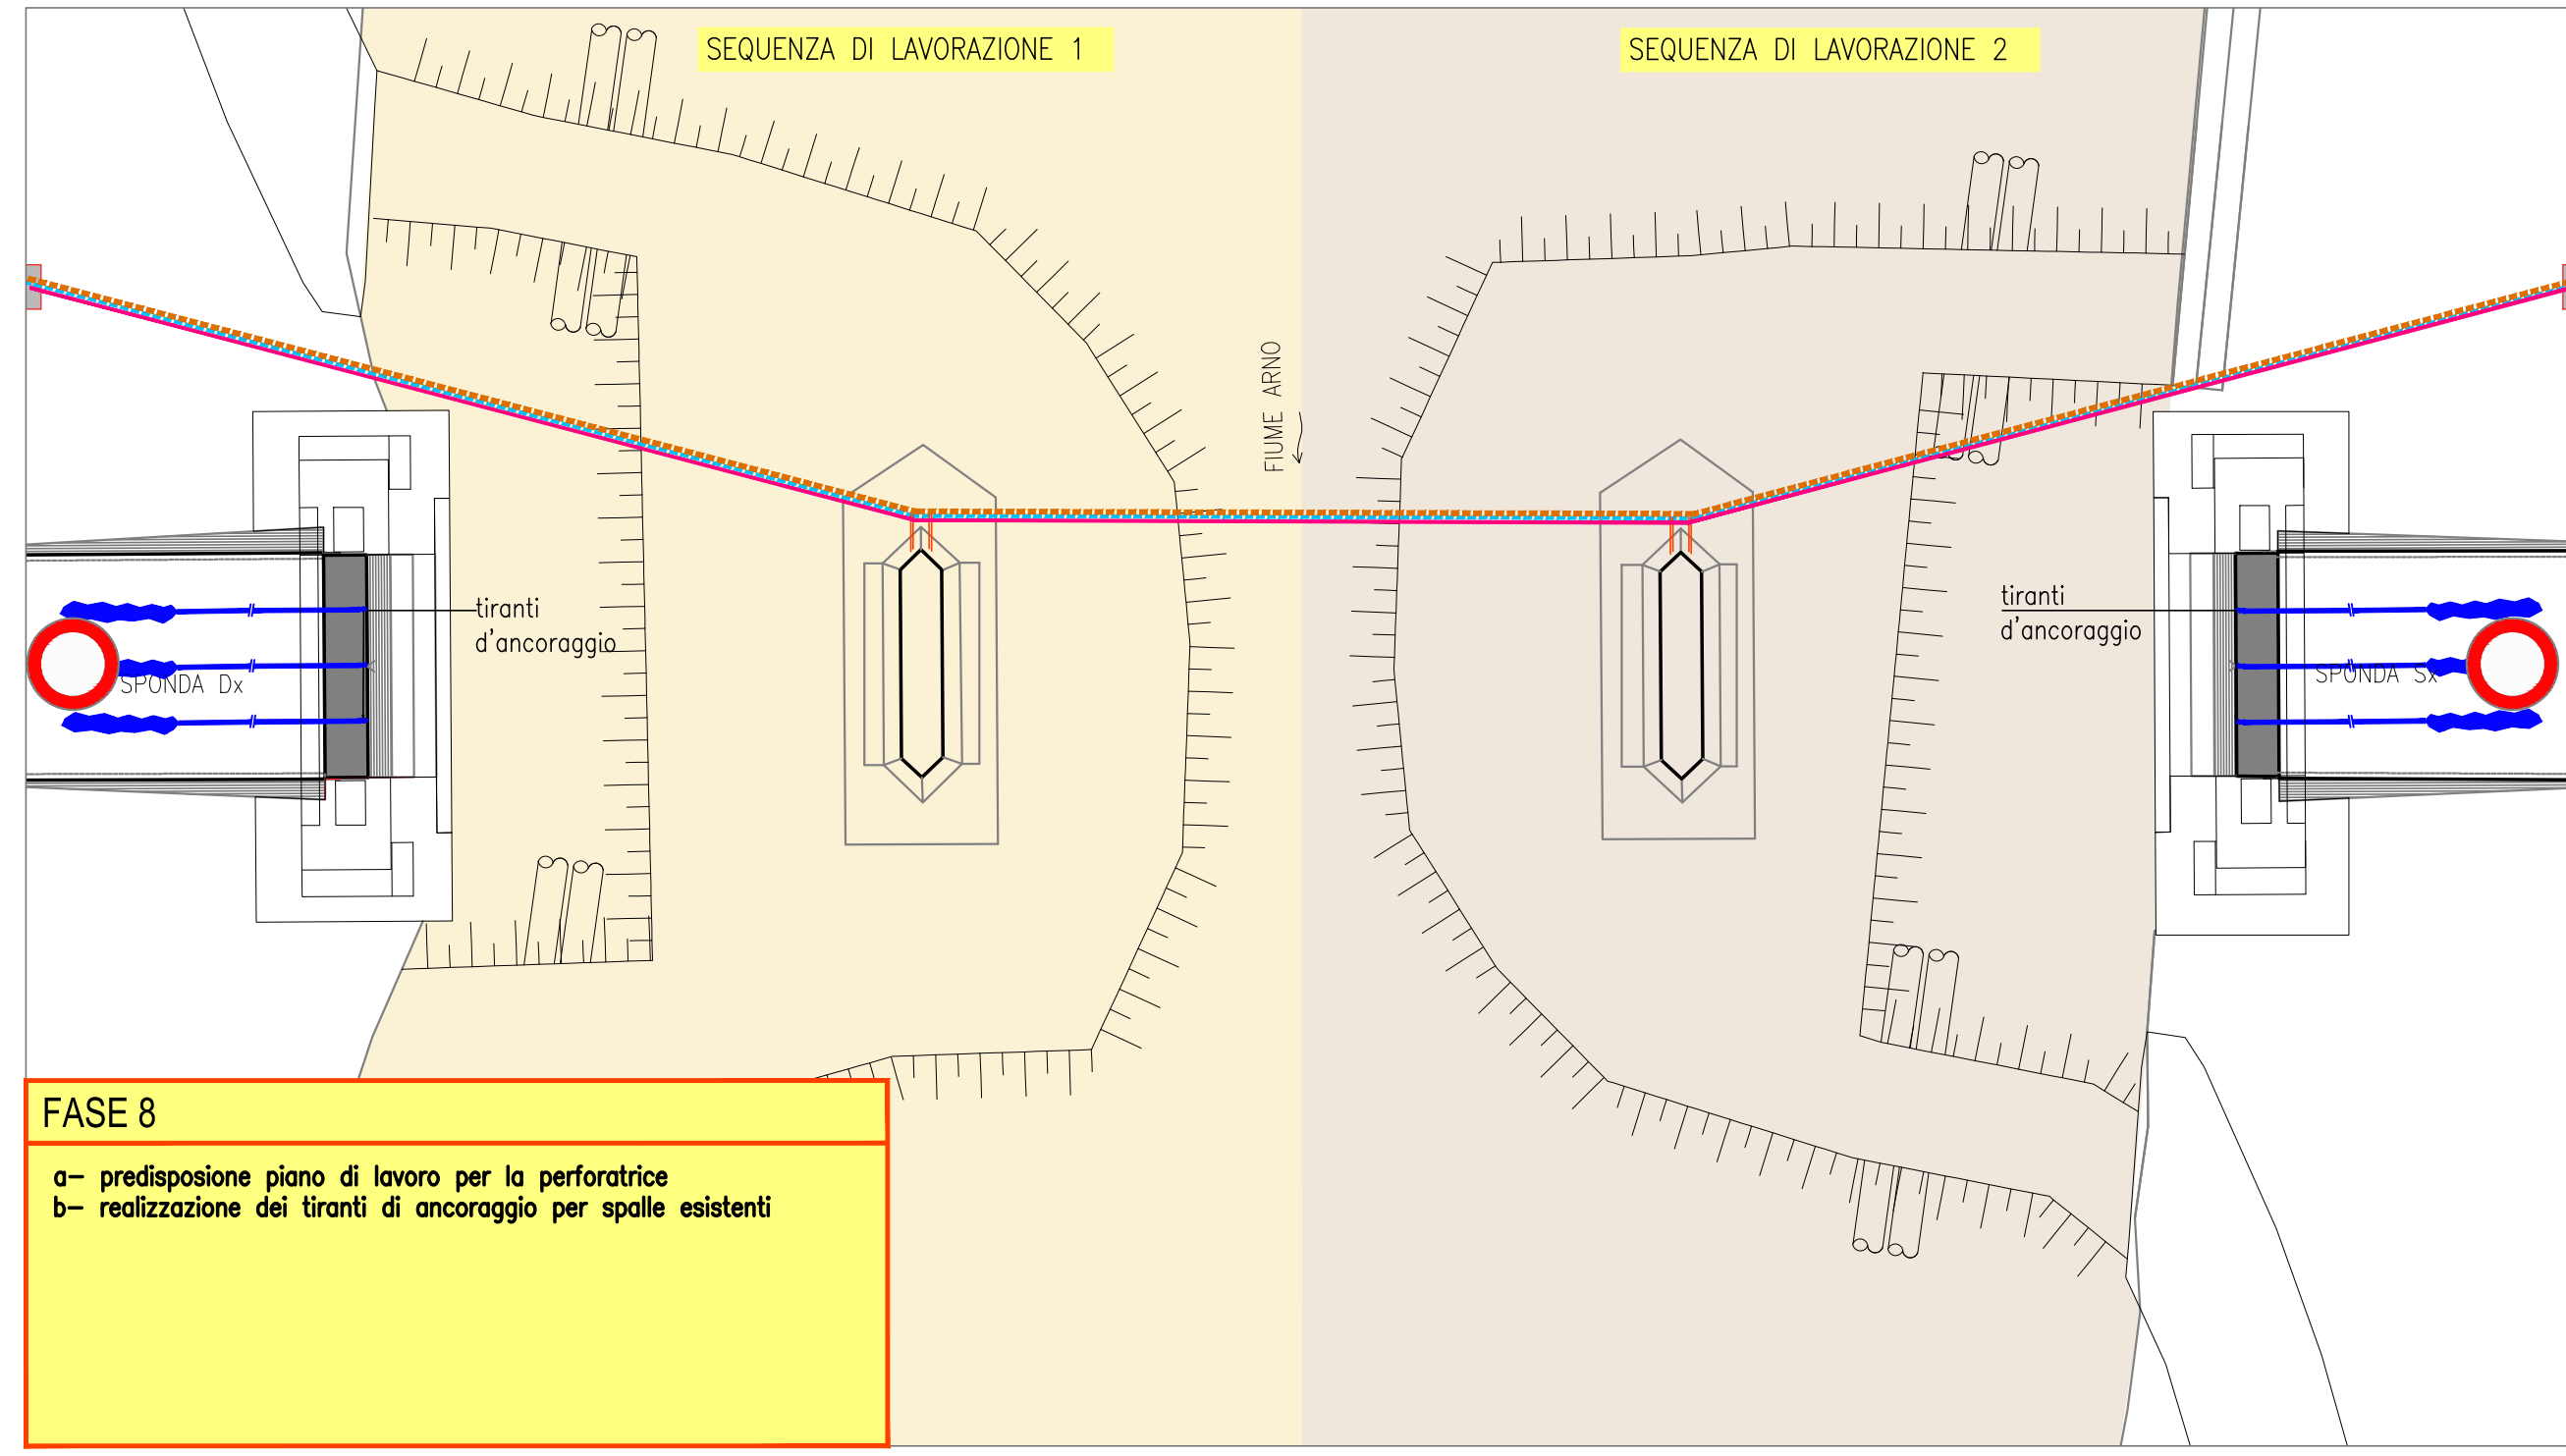 SEQUENZA DI LAVORAZIONE 1
SEQUENZA DI LAVORAZIONE 2
FIUME ARNO
tiranti
d'ancoraggio
tiranti
d'ancoraggio
SPONDA Dx
SPONDA Sx
FASE 8
a- predisposione piano di lavoro per la perforatrice
b- realizzazione dei tiranti di ancoraggio per spalle esistenti